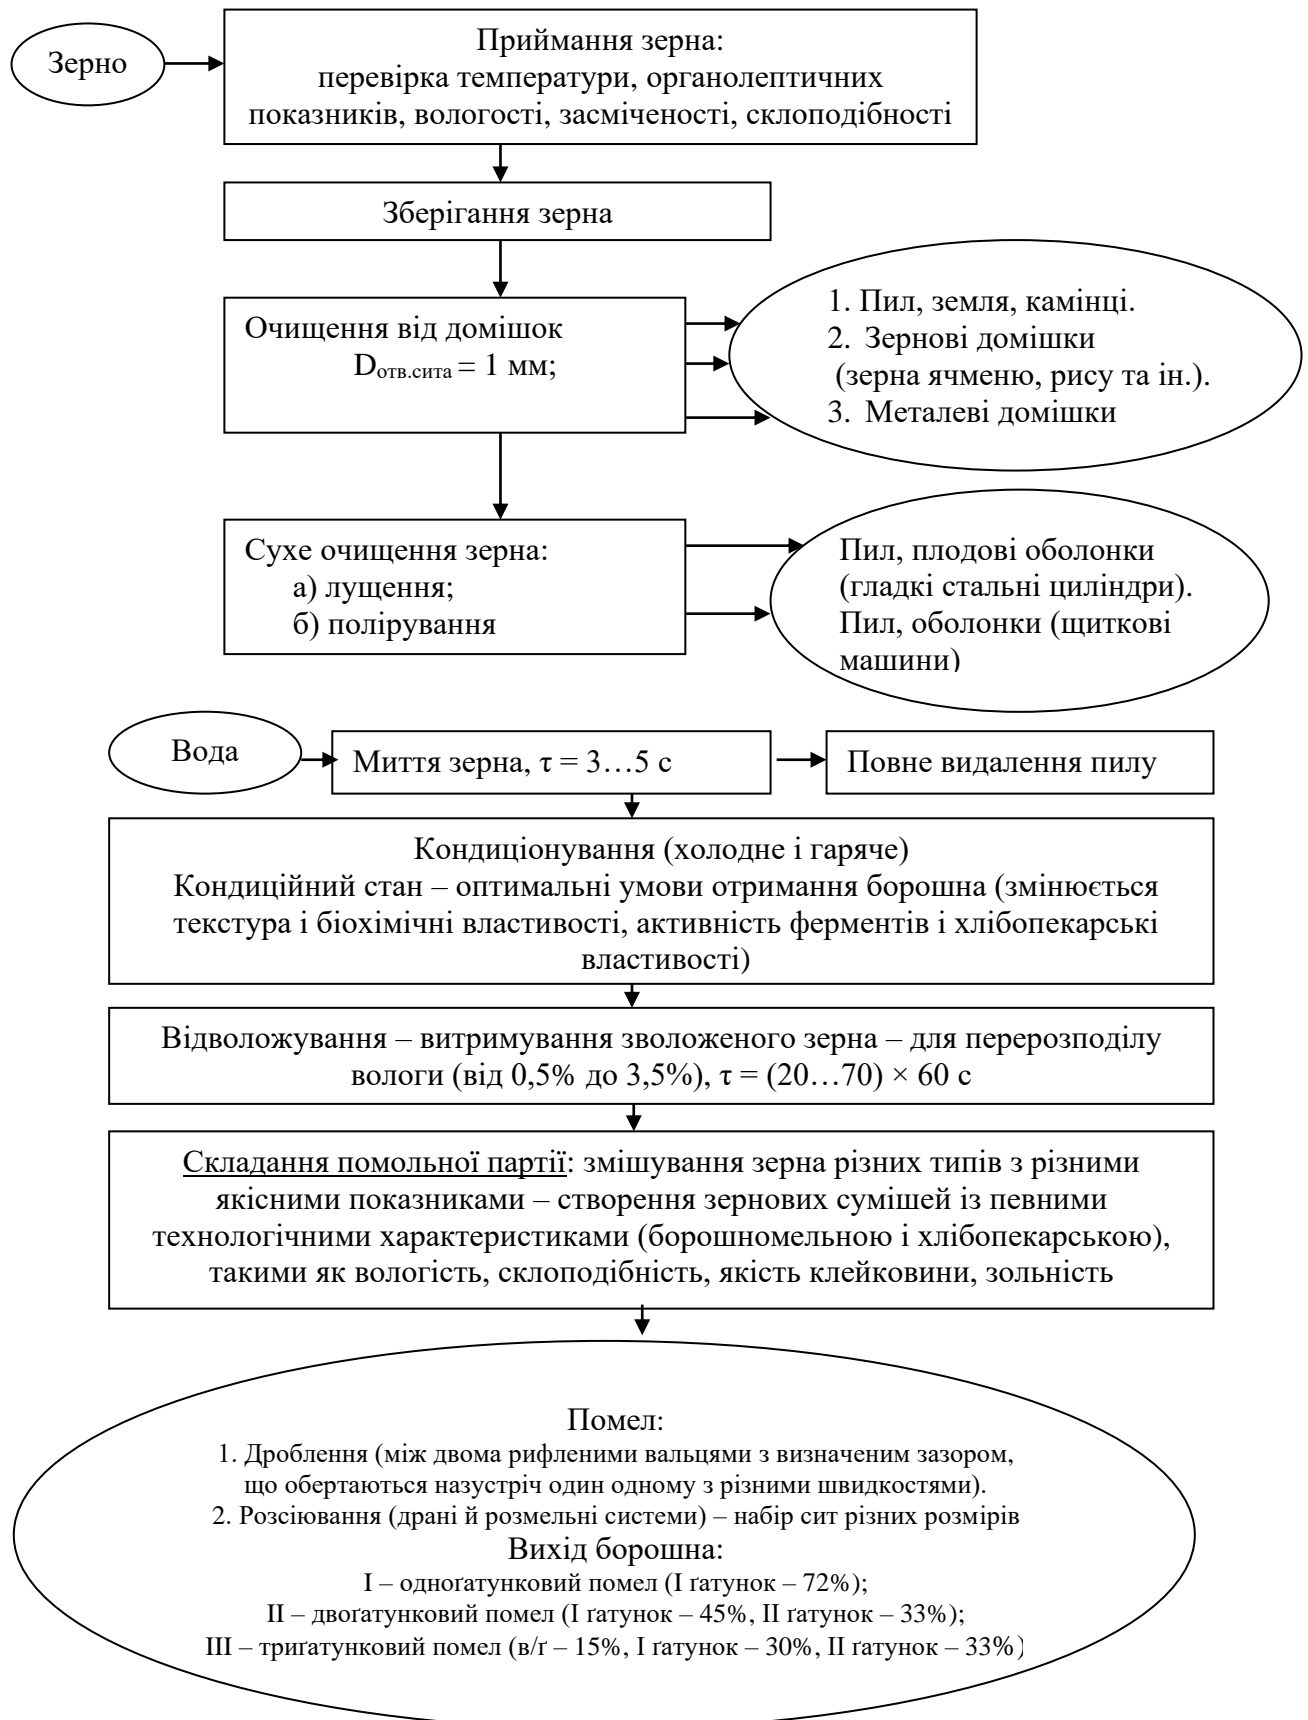 Зерно
Приймання зерна:
перевірка температури, органолептичних
показників, вологості, засміченості, склоподібності
Зберігання зерна
Очищення від домішок
Dотв.сита = 1 мм;
1. Пил, земля, камінці.
2. Зернові домішки
(зерна ячменю, рису та ін.).
3. Металеві домішки
Сухе очищення зерна:
а) лущення;
б) полірування
Пил, плодові оболонки
(гладкі стальні циліндри).
Пил, оболонки (щиткові
машини)
Вода
Миття зерна, τ = 3…5 с
Повне видалення пилу
Кондиціонування (холодне і гаряче)
Кондиційний стан – оптимальні умови отримання борошна (змінюється
текстура і біохімічні властивості, активність ферментів і хлібопекарські
властивості)
Відволожування – витримування зволоженого зерна – для перерозподілу
вологи (від 0,5% до 3,5%), τ = (20…70) × 60 с
Складання помольної партії: змішування зерна різних типів з різними
якісними показниками – створення зернових сумішей із певними
технологічними характеристиками (борошномельною і хлібопекарською),
такими як вологість, склоподібність, якість клейковини, зольність
Помел:
1. Дроблення (між двома рифленими вальцями з визначеним зазором,
що обертаються назустріч один одному з різними швидкостями).
2. Розсіювання (драні й розмельні системи) – набір сит різних розмірів
Вихід борошна:
I – одноґатунковий помел (I ґатунок – 72%);
II – двоґатунковий помел (I ґатунок – 45%, II ґатунок – 33%);
III – триґатунковий помел (в/ґ – 15%, I ґатунок – 30%, II ґатунок – 33%)